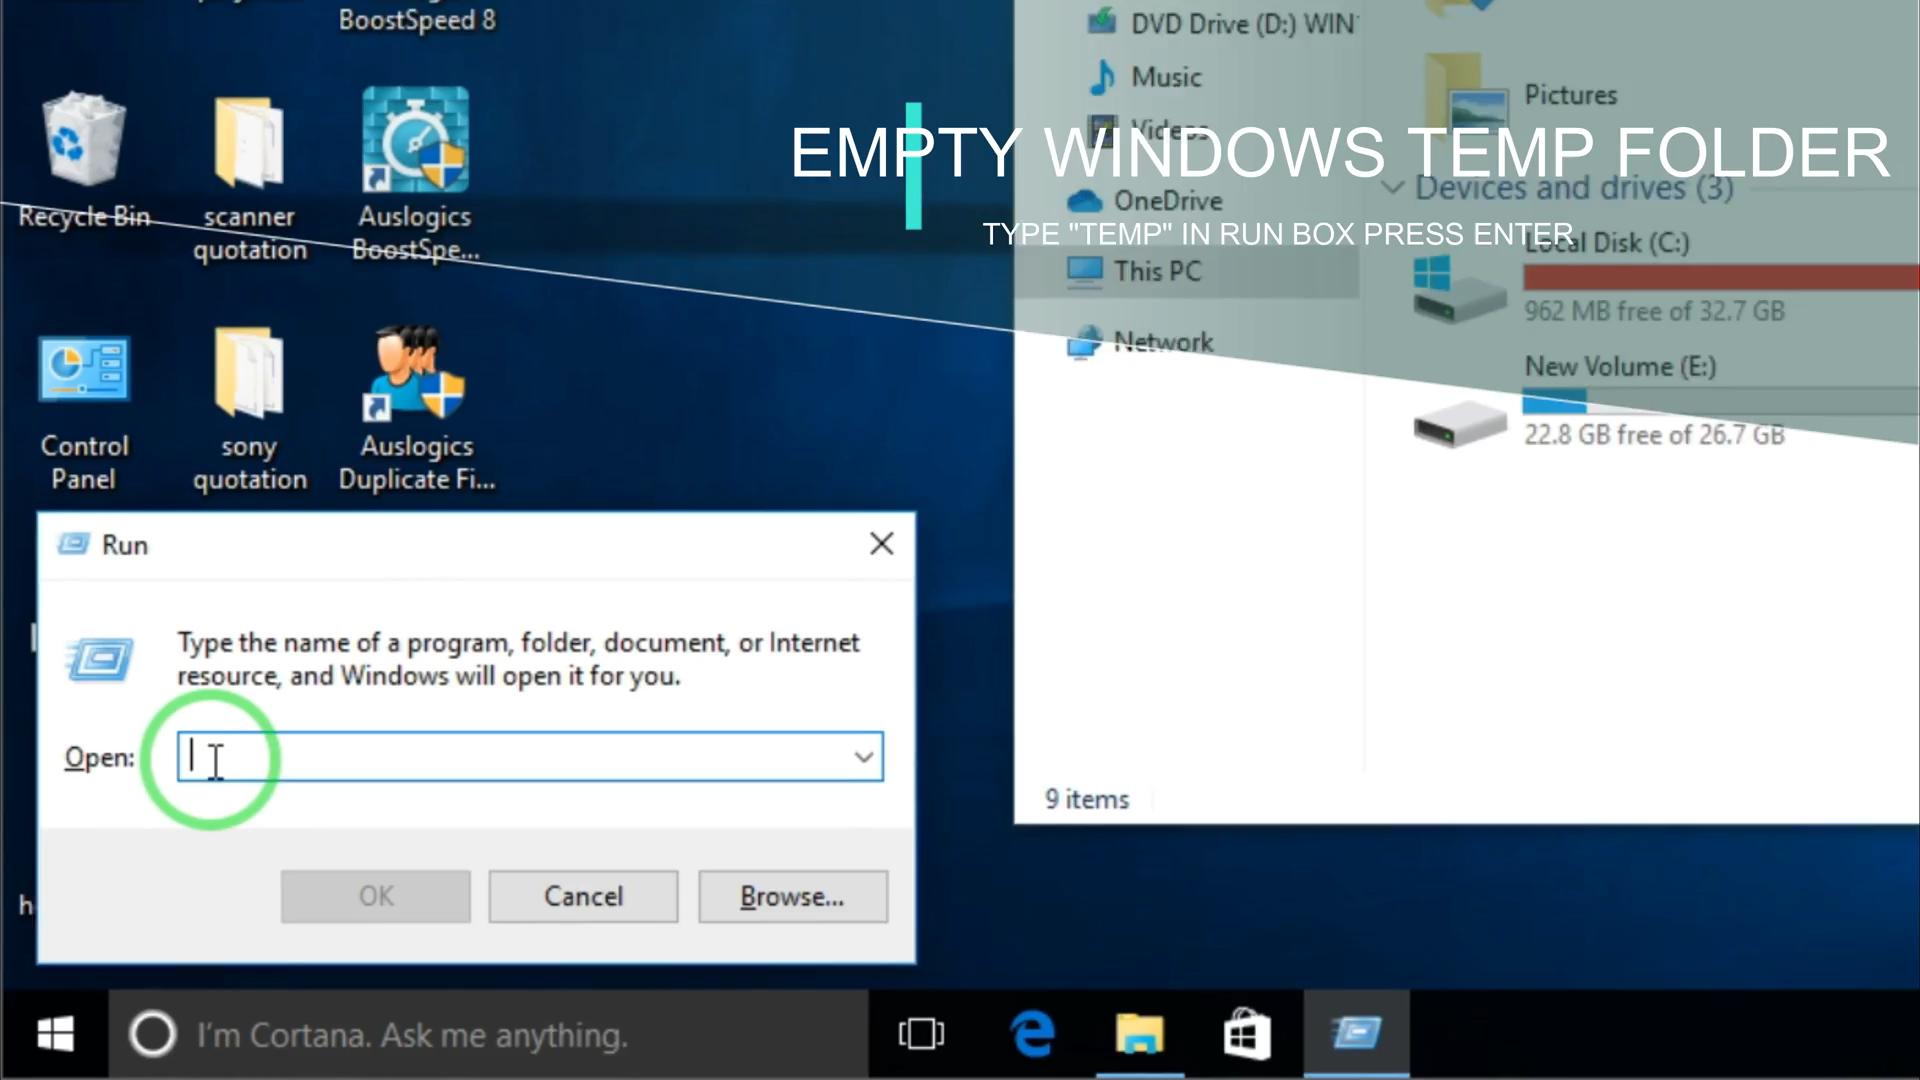 BoostSpeed 8
Recycle Bin
scanner
quotation
Auslogics
BoostSpe...
Control
Panel
sony
quotation
Auslogics
Duplicate Fi...
DVD Drive (D:) WIN
Music
Videos
OneDrive
This PC
Network
Pictures
EMPTY WINDOWS TEMP FOLDER
Devices and drives (3)
TYPE "TEMP" IN RUN BOX PRESS ENTER
Local Disk (C:)
962 MB free of 32.7 GB
New Volume (E:)
22.8 GB free of 26.7 GB
9 items
Run
Type the name of a program, folder, document, or Internet
resource, and Windows will open it for you.
Open:
OK
Cancel
Browse...
h
I'm Cortana. Ask me anything.